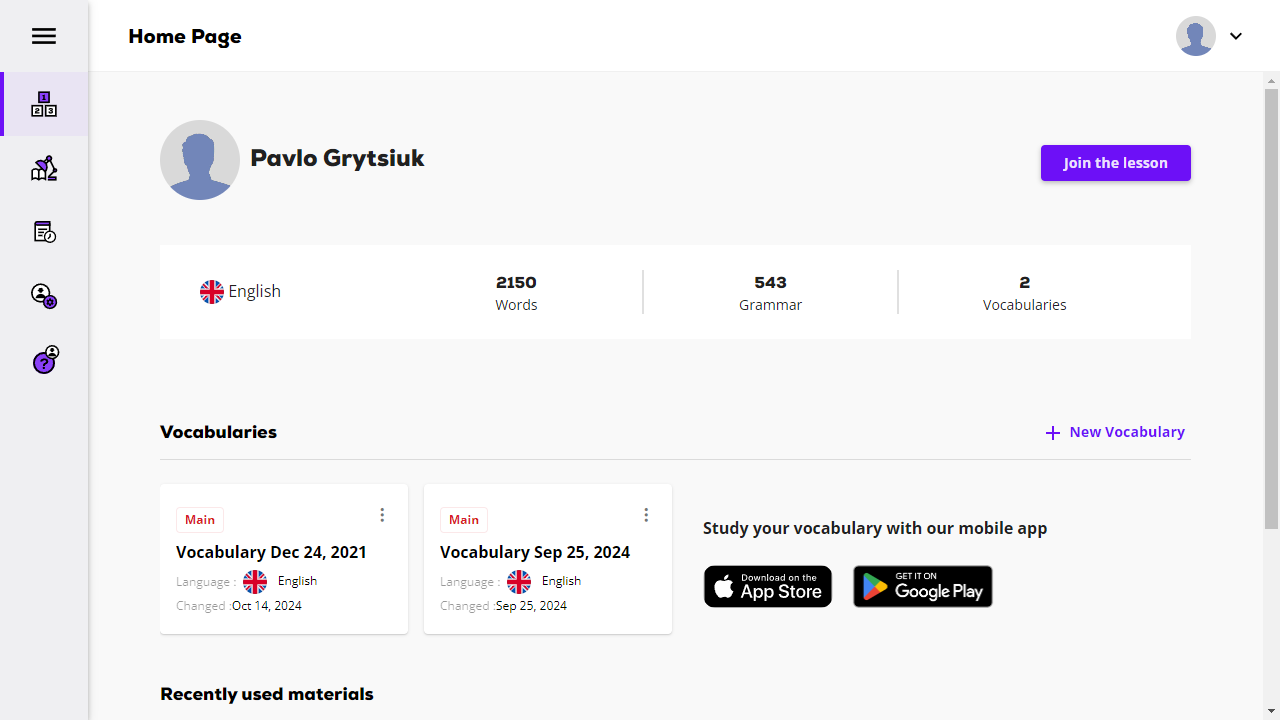 Home Page
Pavlo Grytsiuk
Join the lesson
English
2150
Words
543
Grammar
2
Vocabularies
Vocabularies
New Vocabulary
Main
Vocabulary Dec 24, 2021
Language : English
Changed :Oct 14, 2024
Main
Vocabulary Sep 25, 2024
Language : English
Changed :Sep 25, 2024
Study your vocabulary with our mobile app
Download on the
App Store
GET IT ON
Google Play
Recently used materials
1
2 3
?